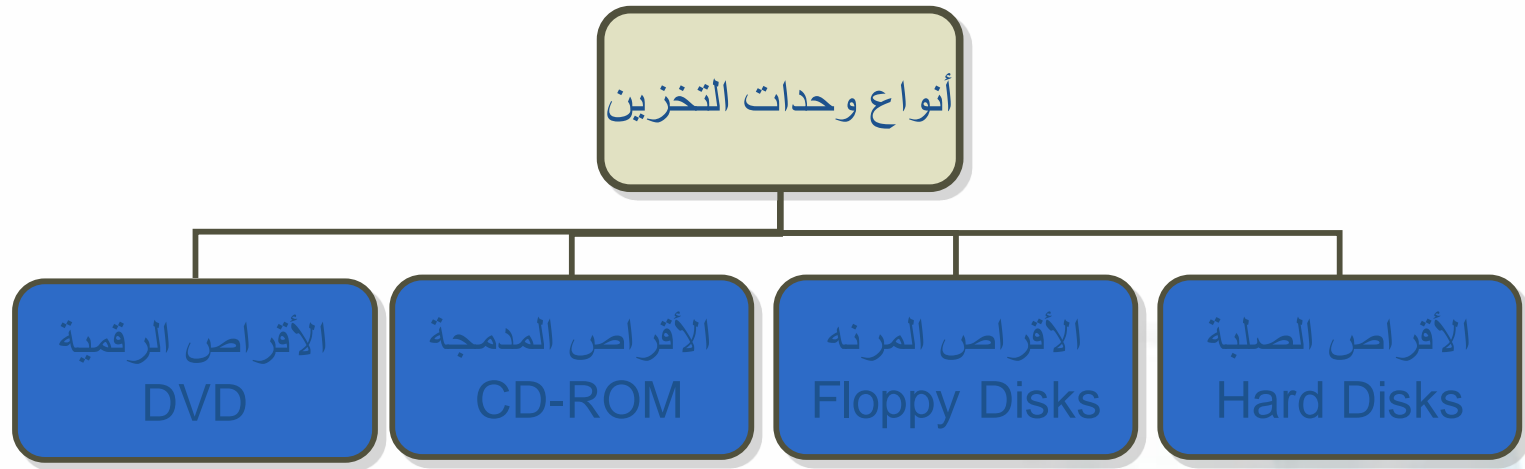 أنواع وحدات التخزين
الأقراص الصلبة
Hard Disks
الأقراص المرنه
Floppy Disks
الأقراص المدمجة
CD-ROM
الأقراص الرقمية
DVD